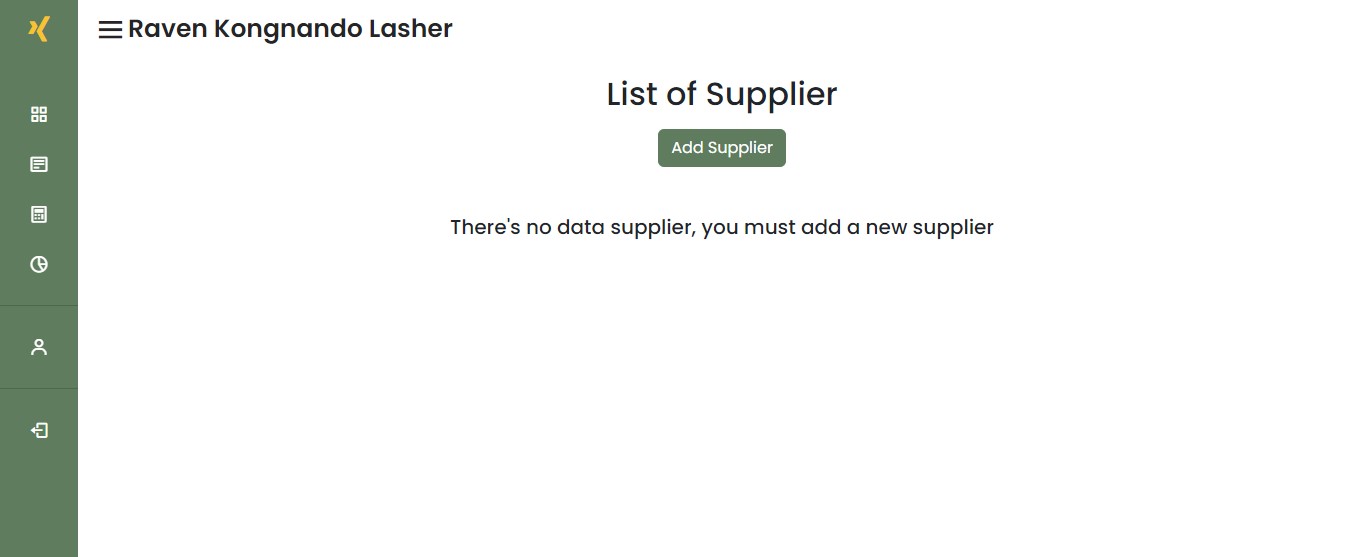 Raven Kongnando Lasher
List of Supplier
Add Supplier
There's no data supplier, you must add a new supplier